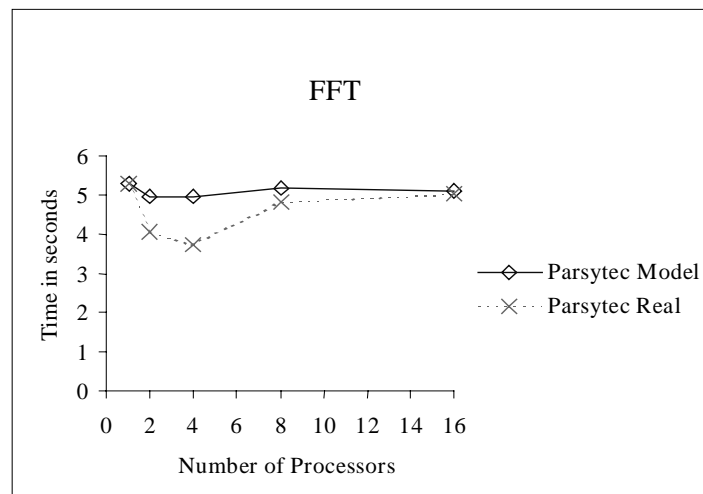 FFT
Time in seconds
6
5
4
3
2
1
0
0 2 4 6 8 10 12 14 16
Number of Processors
Parsytec Model
Parsytec Real